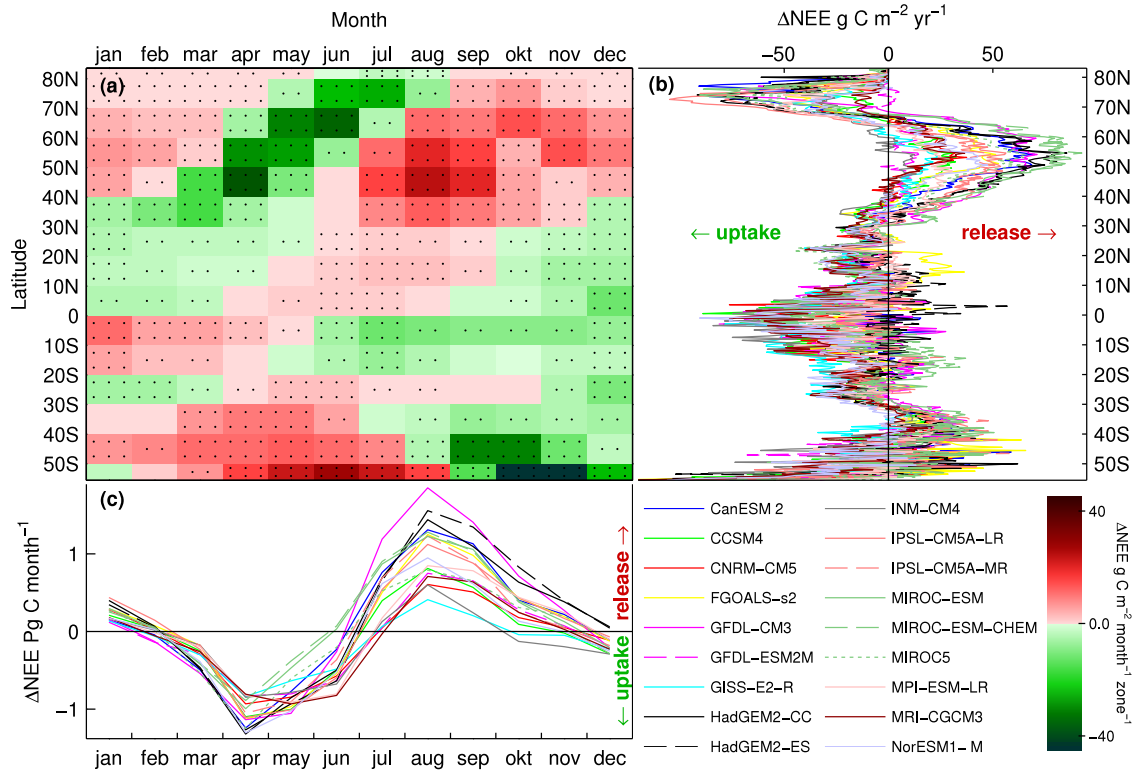 Month
jan feb mar apr may jun jul aug sep okt nov dec
(a)
80N
70N
60N
50N
40N
30N
20N
10N
0
10S
20S
30S
40S
50S
Latitude
ΔNEE g C m−2 yr−1
−50 0 50
(b)
80N
70N
60N
50N
40N
30N
20N
10N
0
10S
20S
30S
40S
50S
← uptake
release →
(c)
ΔNEE Pg C month−1
1
0
−1
release →
← uptake
jan feb mar apr may jun jul aug sep okt nov dec
CanESM 2
CCSM4
CNRM−CM5
FGOALS−s2
GFDL−CM3
GFDL−ESM2M
GISS−E2−R
HadGEM2−CC
HadGEM2−ES
INM−CM4
IPSL−CM5A−LR
IPSL−CM5A−MR
MIROC−ESM
MIROC−ESM−CHEM
MIROC5
MPI−ESM−LR
MRI−CGCM3
NorESM1− M
40
0.0
−40
ΔNEE g C m−2 month−1 zone−1